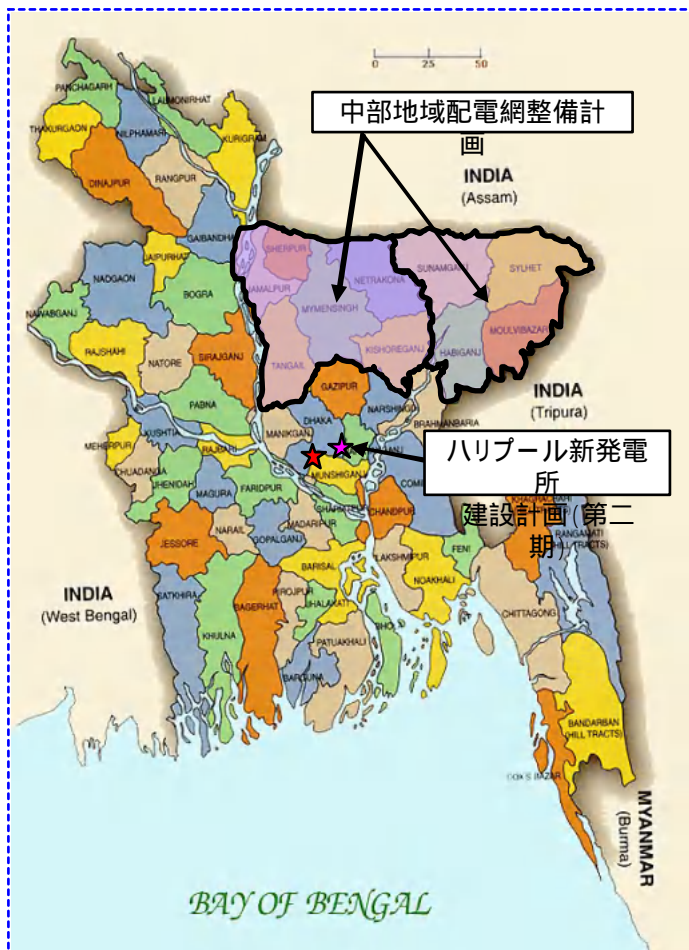 0 25 50
PANCHAGARH
LALMONIRHAT
THAKURGAON
NILPHAMARI
KURIGRAM
中部地域配電網整備計
画
DINAJPUR
RANGPUR
INDIA
(Assam)
GAIBANDHA
SHERPUR
JAIPURHAT
NADGAON
JAMALPUR
NETRAKONA
SUNAMGANJ
SYLHET
BOGRA
MYMENSINGH
NAWABGANJ
MOULVIBAZAR
RAJSHAHI
NATORE
SIRAJGANJ
TANGAIL
KISHOREGANJ
HABIGANJ
GAZIPUR
INDIA
(Tripura)
PABNA
DHAKA
NARSHINGDI
BRAHMANBARIA
KUSHTIA
MANIKGANJ
MEHERPUR
RAJBARI
ハリプール新発電
所
建設計画(第二
期
CHUADANGA
JHENIDAH
FARIDPUR
MUNSHIGANJ
MAGURA
CHANDPUR
KHAGRACHARI
(HILL TRACTS)
RANGAMATI
(HILL TRACTS)
JESSORE
NARAIL
GOPALGANJ
MADARIPUR
LAKSHMIPUR
FENI
BARISAL
NOAKHALI
INDIA
(West Bengal)
SATKHIRA
KHULNA
BAGERHAT
PIROJPUR
JHALAKATI
CHITTAGONG
PATUAKHALI
BARGUNA
BANDARBAN
(HILL TRACTS)
COX'S BAZAR
MYANMAR
(Burma)
BAY OF BENGAL